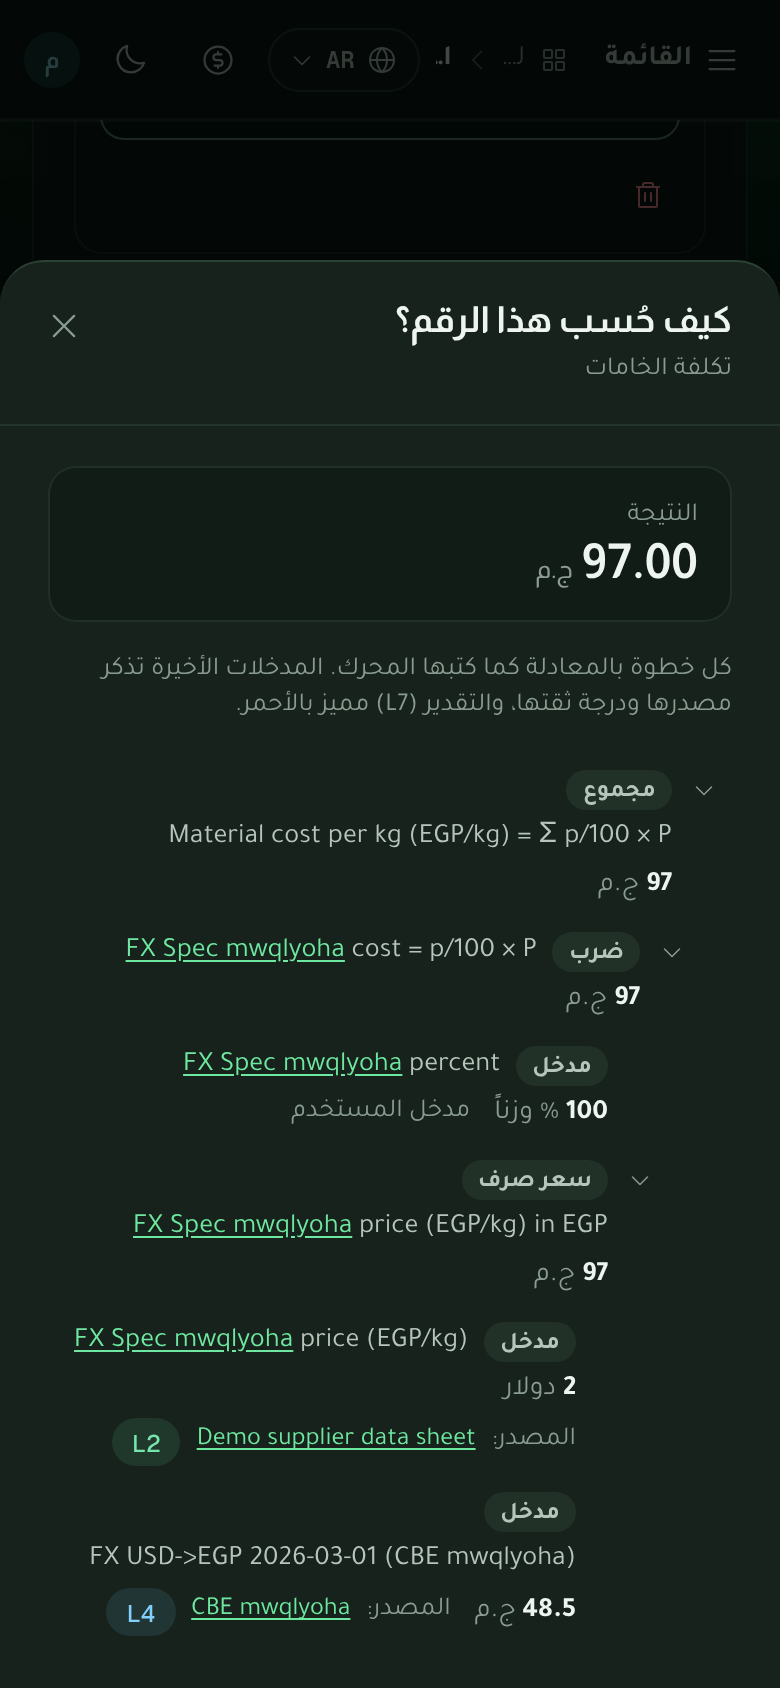 القائمة
لـ...
ا...
AR
م
كيف حُسب هذا الرقم؟
تكلفة الخامات
النتيجة
97.00 ج.م
كل خطوة بالمعادلة كما كتبها المحرك. المدخلات الأخيرة تذكر
مصدرها ودرجة ثقتها، والتقدير (L7) مميز بالأحمر.
مجموع
Material cost per kg (EGP/kg) = Σ p/100 × P
97 ج.م
ضرب FX Spec mwqlyoha cost = p/100 × P
97 ج.م
مدخل FX Spec mwqlyoha percent
100 % وزناً مدخل المستخدم
سعر صرف
FX Spec mwqlyoha price (EGP/kg) in EGP
97 ج.م
مدخل FX Spec mwqlyoha price (EGP/kg)
2 دولار
المصدر: Demo supplier data sheet L2
مدخل
FX USD->EGP 2026-03-01 (CBE mwqlyoha)
48.5 ج.م المصدر: CBE mwqlyoha L4